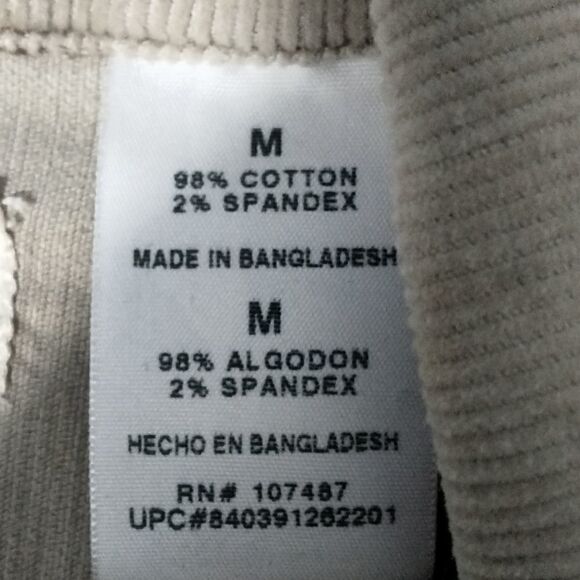 M
98% COTTON
2% SPANDEX
MADE IN BANGLADESH
M
98% ALGODON
2% SPANDEX
HECHO EN BANGLADESH
RN# 107487
UPC#840391262201